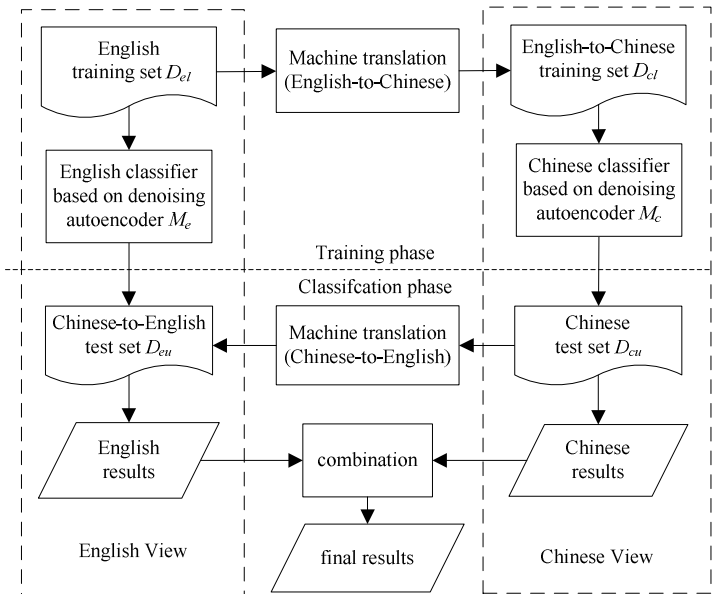 English
training set Del
Machine translation
(English-to-Chinese)
English-to-Chinese
training set Dcl
English classifier
based on denoising
autoencoder Me
Chinese classifier
based on denoising
autoencoder Mc
Training phase
Classifcation phase
Chinese-to-English
test set Deu
Machine translation
(Chinese-to-English)
Chinese
test set Dcu
English
results
combination
Chinese
results
English View
final results
Chinese View